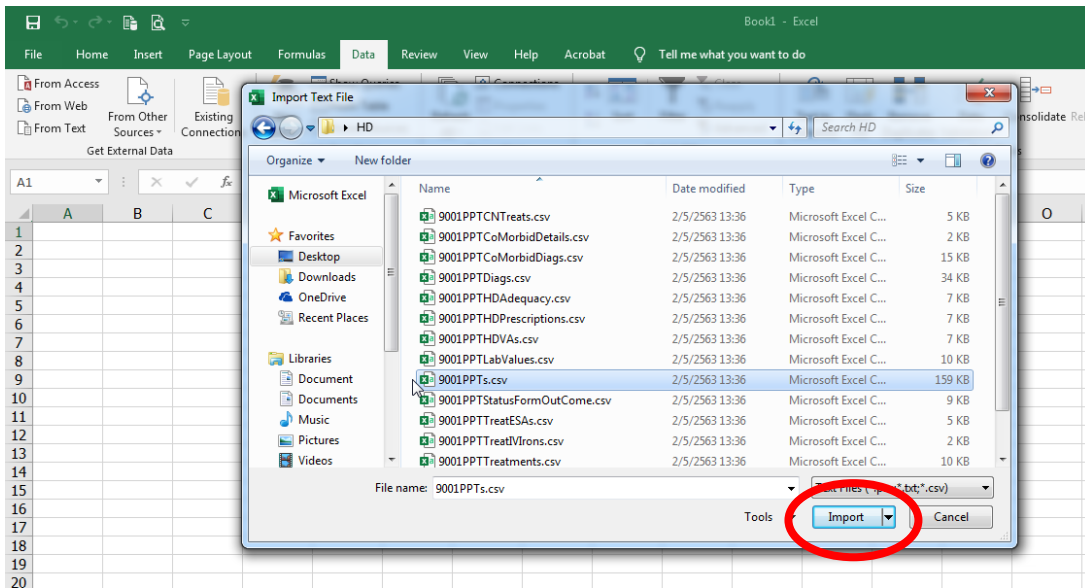 Book1 - Excel
File Home Insert Page Layout Formulas Data Review View Help Acrobat Tell me what you want to do
From Access
From Web
From Text
From Other
Sources
Existing
Connection
Get External Data
Show Queries
Connections
nsolidate Rel
Import Text File
HD
Search HD
Organize New folder
A1
fx
A B C O
1
2
3
4
5
6
7
8
9
10
11
12
13
14
15
16
17
18
19
20
Microsoft Excel
Favorites
Desktop
Downloads
OneDrive
Recent Places
Libraries
Document
Documents
Music
Pictures
Videos
Name Date modified Type Size
9001PPTCNTreats.csv 2/5/2563 13:36 Microsoft Excel C... 5 KB
9001PPTCoMorbidDetails.csv 2/5/2563 13:36 Microsoft Excel C... 2 KB
9001PPTCoMorbidDiags.csv 2/5/2563 13:36 Microsoft Excel C... 15 KB
9001PPTDiags.csv 2/5/2563 13:36 Microsoft Excel C... 34 KB
9001PPTHDAdequacy.csv 2/5/2563 13:36 Microsoft Excel C... 7 KB
9001PPTHDPrescriptions.csv 2/5/2563 13:36 Microsoft Excel C... 7 KB
9001PPTHDVAs.csv 2/5/2563 13:36 Microsoft Excel C... 7 KB
9001PPTLabValues.csv 2/5/2563 13:36 Microsoft Excel C... 10 KB
9001PPTs.csv 2/5/2563 13:36 Microsoft Excel C... 159 KB
9001PPTStatusFormOutCome.csv 2/5/2563 13:36 Microsoft Excel C... 9 KB
9001PPTTreatESAs.csv 2/5/2563 13:36 Microsoft Excel C... 5 KB
9001PPTTreatIVIrons.csv 2/5/2563 13:36 Microsoft Excel C... 2 KB
9001PPTTreatments.csv 2/5/2563 13:36 Microsoft Excel C... 10 KB
File name: 9001PPTs.csv
Text Files (*.prn;*.txt;*.csv)
Tools Import Cancel